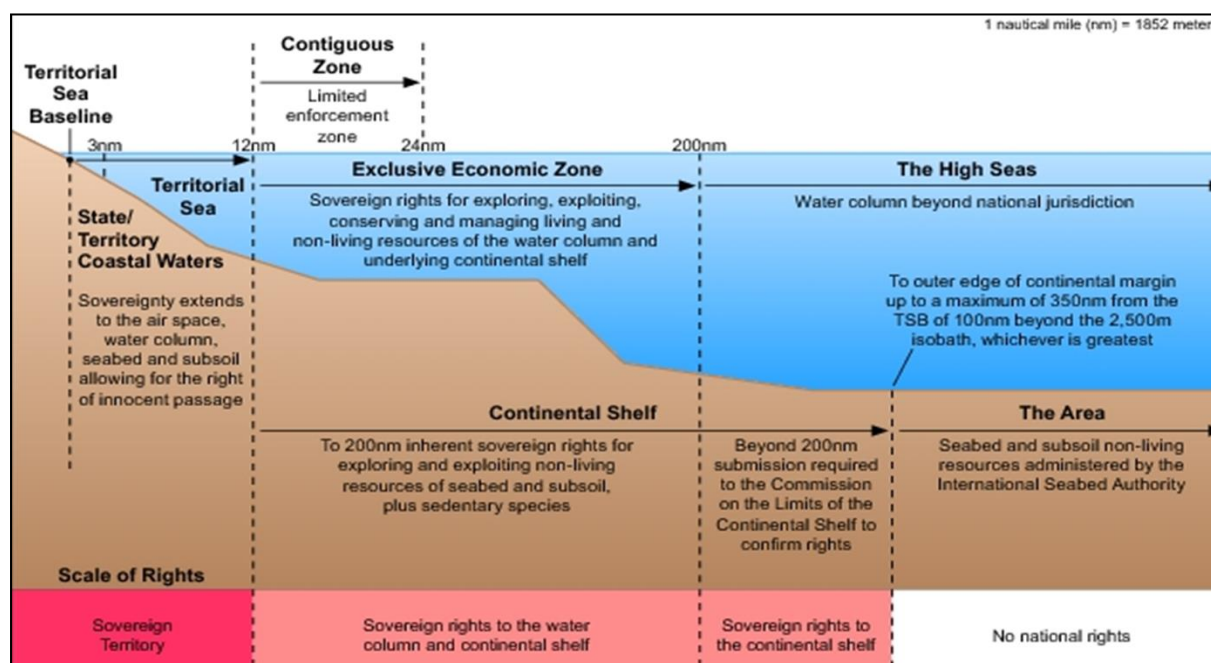 1 nautical mile (nm) = 1852 meter
Contiguous
Zone
Limited
enforcement
zone
Territorial
Sea
Baseline
3nm
12nm
24nm
200nm
Territorial
Sea
Exclusive Economic Zone
Sovereign rights for exploring, exploiting,
conserving and managing living and
non-living resources of the water column and
underlying continental shelf
The High Seas
Water column beyond national jurisdiction
State/
Territory
Coastal Waters
Sovereignty extends
to the air space,
water column,
seabed and subsoil
allowing for the right
of innocent passage
To outer edge of continental margin
up to a maximum of 350nm from the
TSB of 100nm beyond the 2,500m
isobath, whichever is greatest
Continental Shelf
To 200nm inherent sovereign rights for
exploring and exploiting non-living
resources of seabed and subsoil,
plus sedentary species
Beyond 200nm
submission required
to the Commission
on the Limits of the
Continental Shelf to
confirm rights
The Area
Seabed and subsoil non-living
resources administered by the
International Seabed Authority
Scale of Rights
Sovereign
Territory
Sovereign rights to the water
column and continental shelf
Sovereign rights to
the continental shelf
No national rights